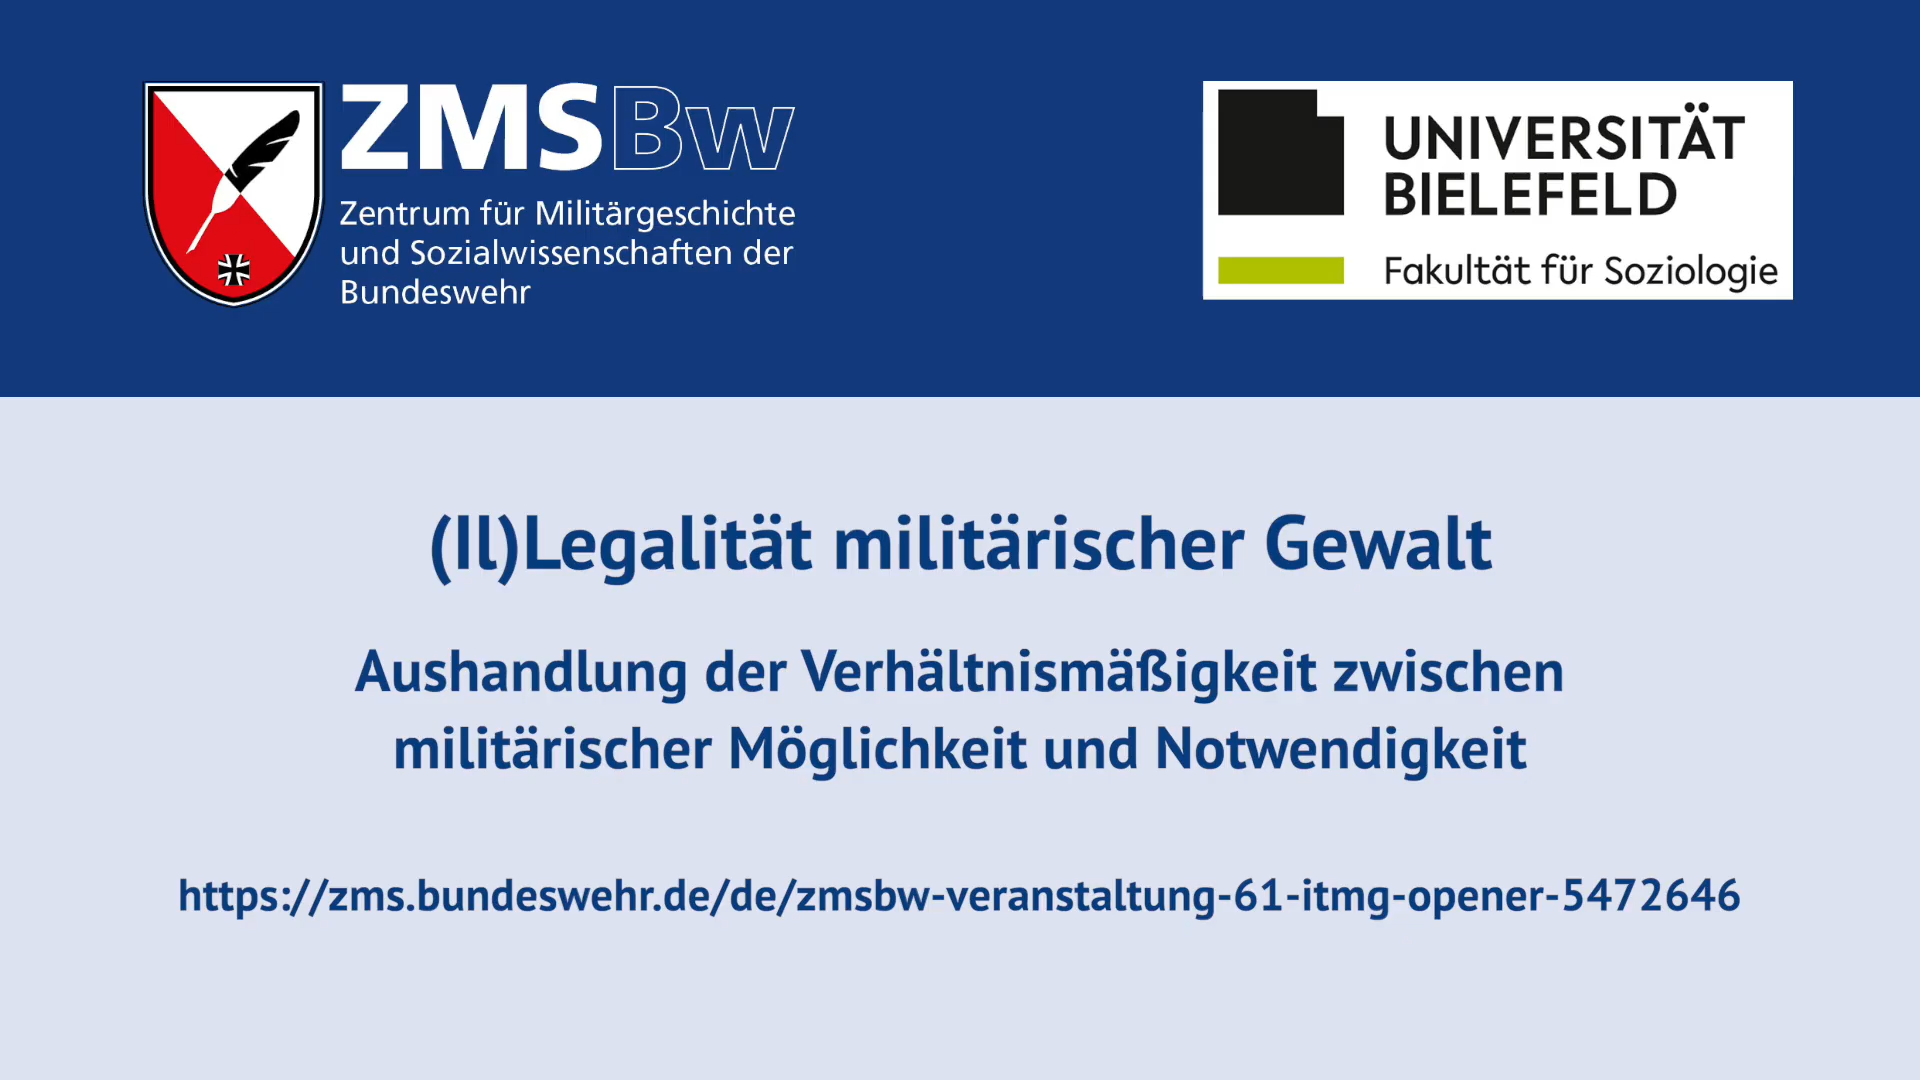 ZMSBw
Zentrum für Militärgeschichte
und Sozialwissenschaften der
Bundeswehr
UNIVERSITÄT
BIELEFELD
Fakultät für Soziologie
(Il)Legalität militärischer Gewalt
Aushandlung der Verhältnismäßigkeit zwischen
militärischer Möglichkeit und Notwendigkeit
https://zms.bundeswehr.de/de/zmsbw-veranstaltung-61-itmg-opener-5472646